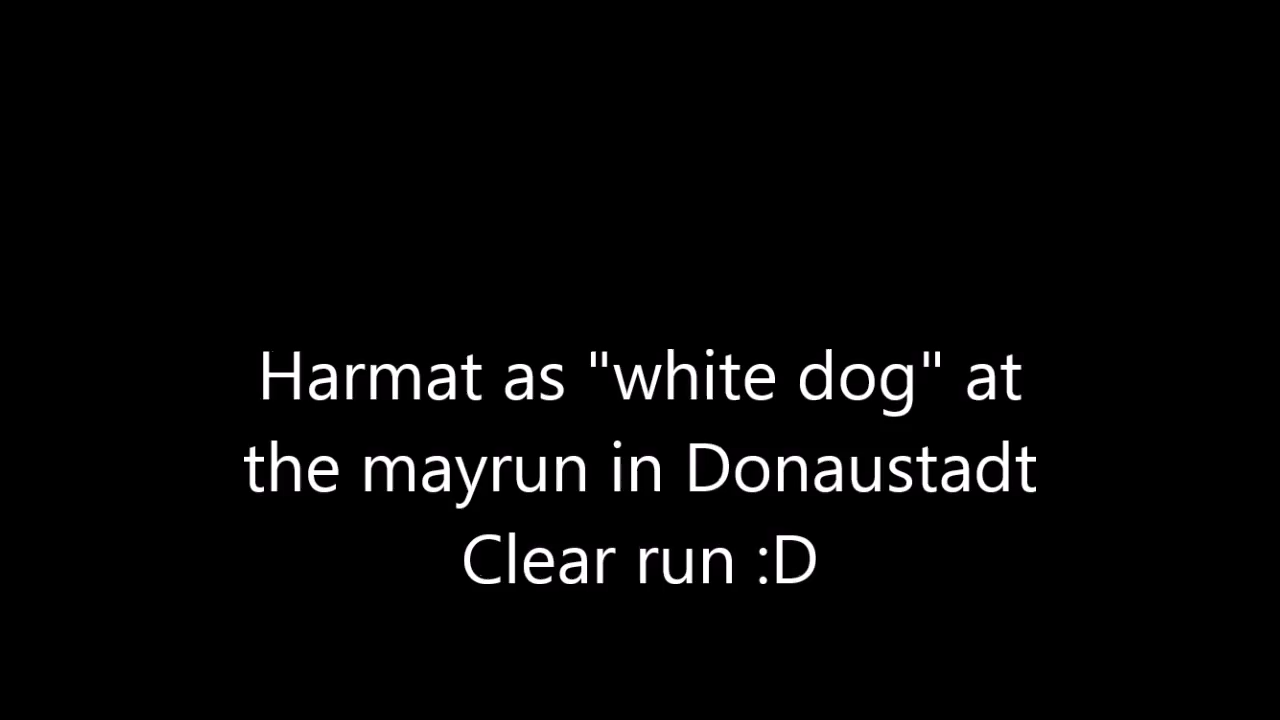 Harmat as "white dog" at
the mayrun in Donaustadt
Clear run :D